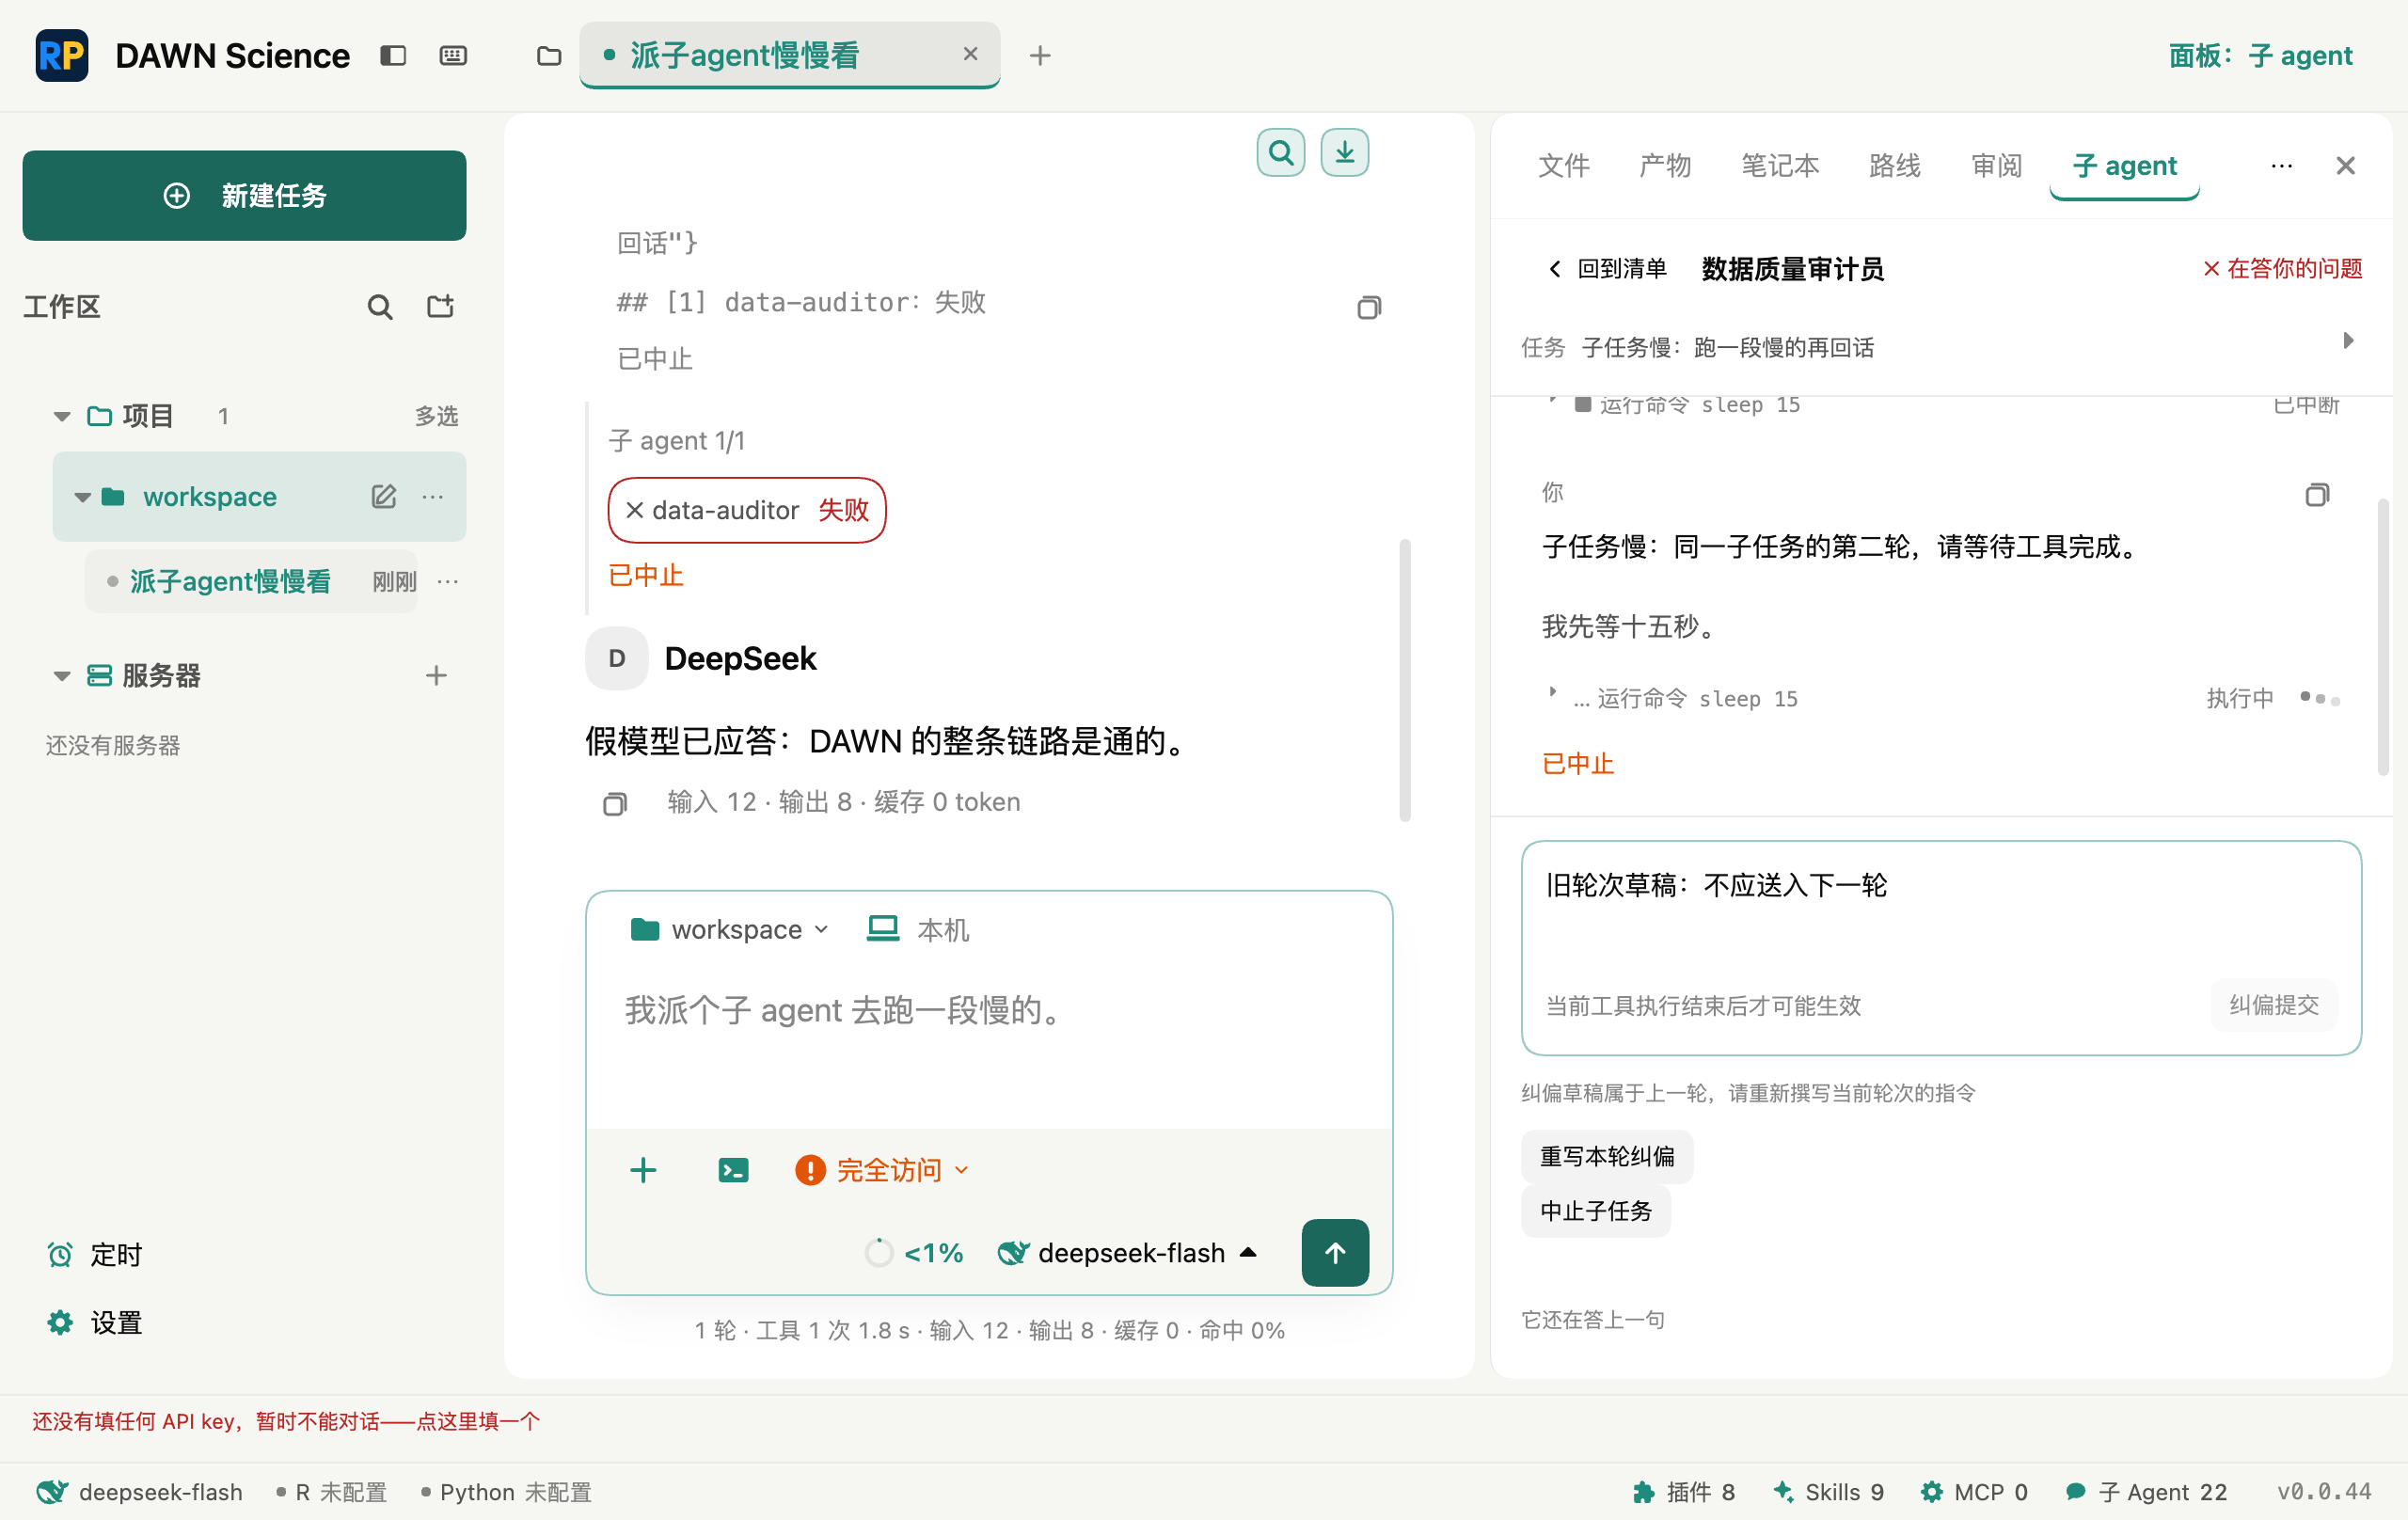 RP DAWN Science
派子agent慢慢看
面板：子 agent
新建任务
工作区
项目 1 多选
workspace
派子agent慢慢看 刚刚
服务器
还没有服务器
定时
设置
回话"}
## [1] data-auditor：失败
已中止
子 agent 1/1
data-auditor 失败
已中止
D DeepSeek
假模型已应答：DAWN 的整条链路是通的。
输入 12 · 输出 8 · 缓存 0 token
workspace 本机
我派个子 agent 去跑一段慢的。
完全访问
<1% deepseek-flash
1 轮 · 工具 1 次 1.8 s · 输入 12 · 输出 8 · 缓存 0 · 命中 0%
文件 产物 笔记本 路线 审阅 子 agent ···
回到清单 数据质量审计员 × 在答你的问题
任务 子任务慢：跑一段慢的再回话
运行命令 sleep 15 已中断
你
子任务慢：同一子任务的第二轮，请等待工具完成。
我先等十五秒。
... 运行命令 sleep 15 执行中
已中止
旧轮次草稿：不应送入下一轮
当前工具执行结束后才可能生效 纠偏提交
纠偏草稿属于上一轮，请重新撰写当前轮次的指令
重写本轮纠偏
中止子任务
它还在答上一句
还没有填任何 API key，暂时不能对话——点这里填一个
deepseek-flash R 未配置 Python 未配置
插件 8 Skills 9 MCP 0 子 Agent 22 v0.0.44